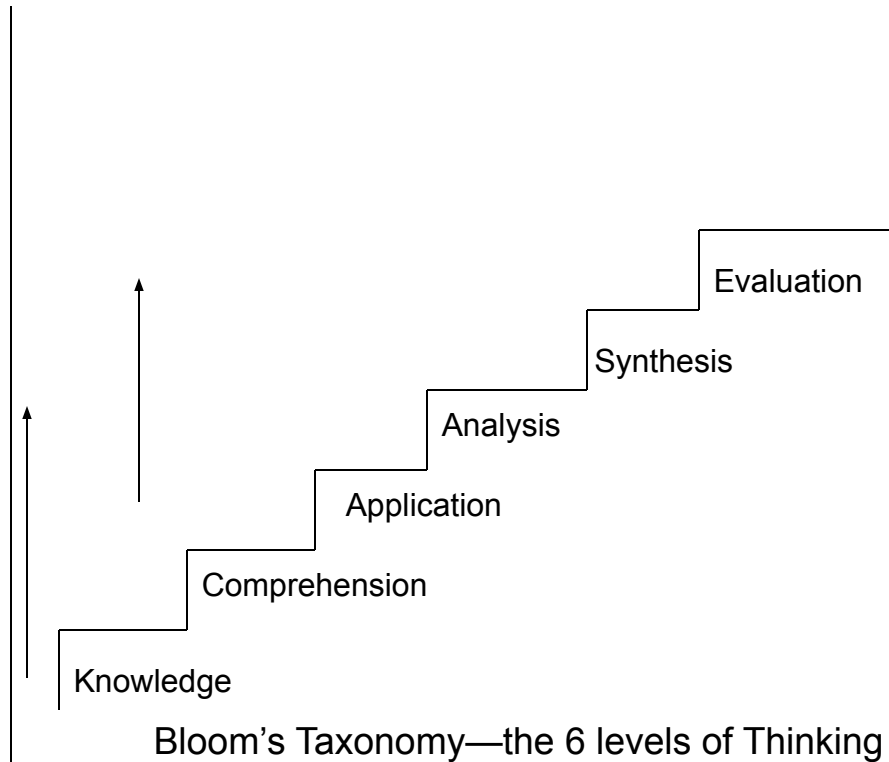 Evaluation
Synthesis
Analysis
Application
Comprehension
Knowledge
Bloom’s Taxonomy—the 6 levels of Thinking